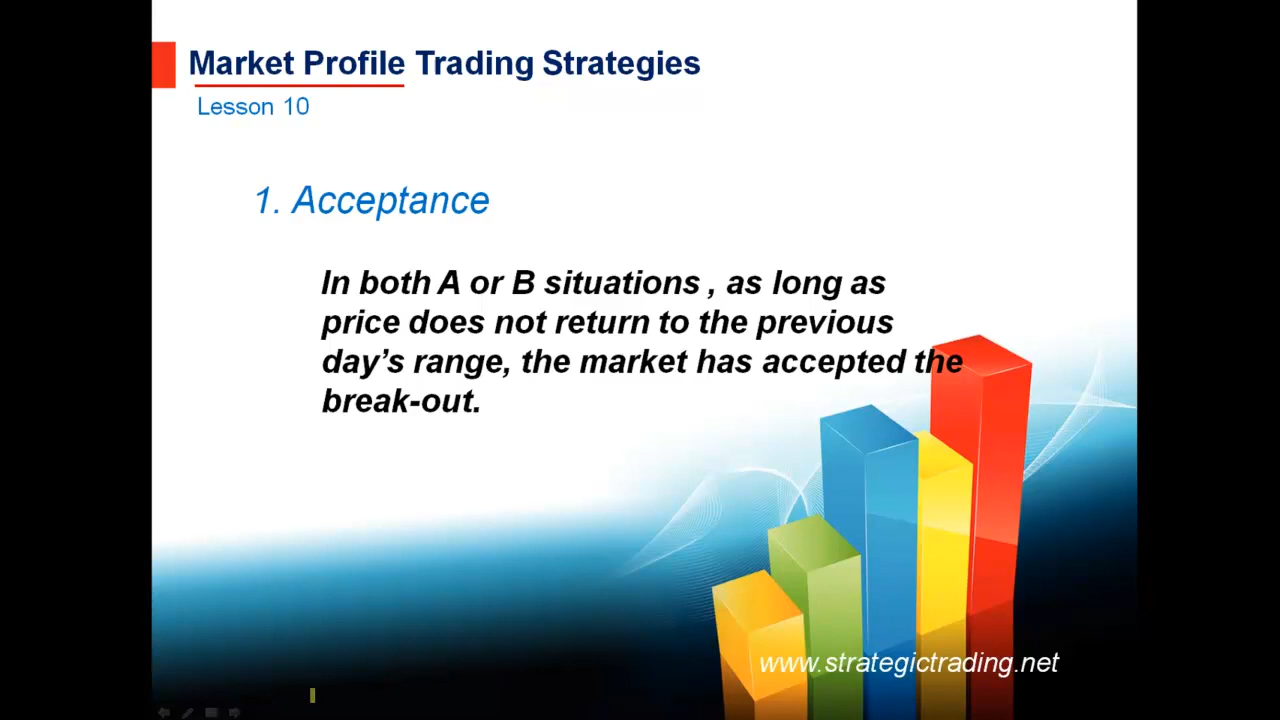 Market Profile Trading Strategies
Lesson 10
1. Acceptance
In both A or B situations , as long as
price does not return to the previous
day’s range, the market has accepted the
break-out.
www.strategictrading.net